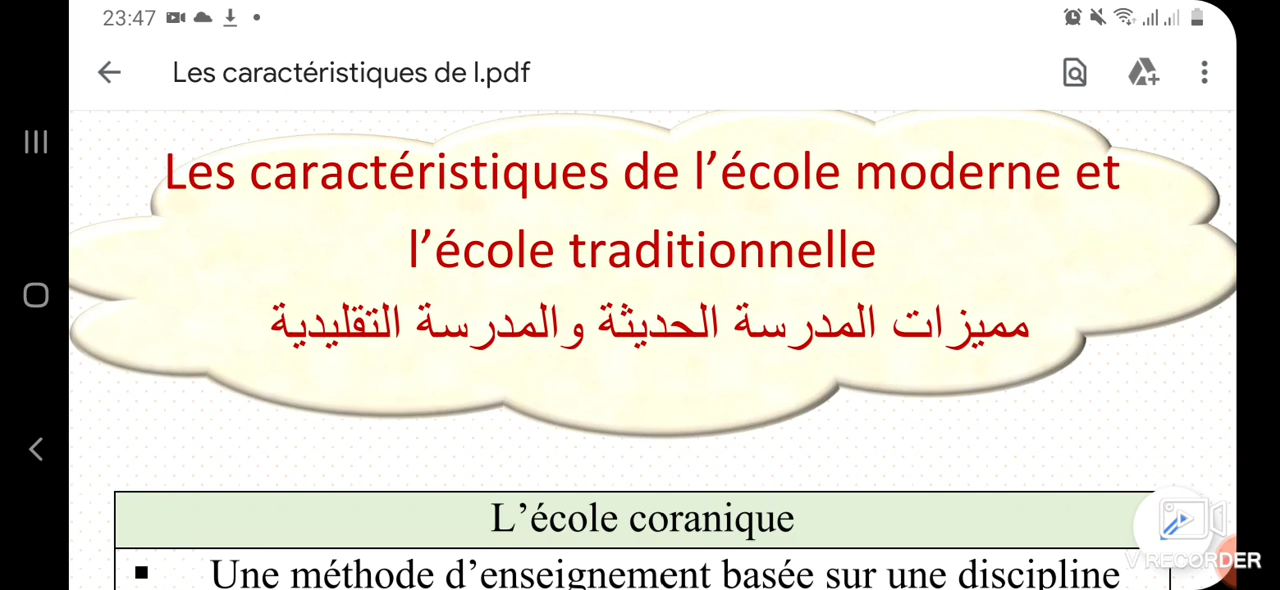 23:47
Les caractéristiques de l.pdf
Les caractéristiques de l’école moderne et
l’école traditionnelle
مميزات المدرسة الحديثة والمدرسة التقليدية
L’école coranique
▪ Une méthode d’enseignement basée sur une discipline
V RECORDER